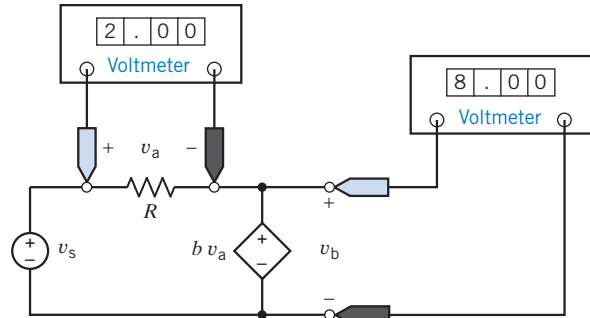 2.00
Voltmeter
8.00
Voltmeter
+ v_a −
R
+
v_s
+
−
b v_a
+
−
v_b
+
−